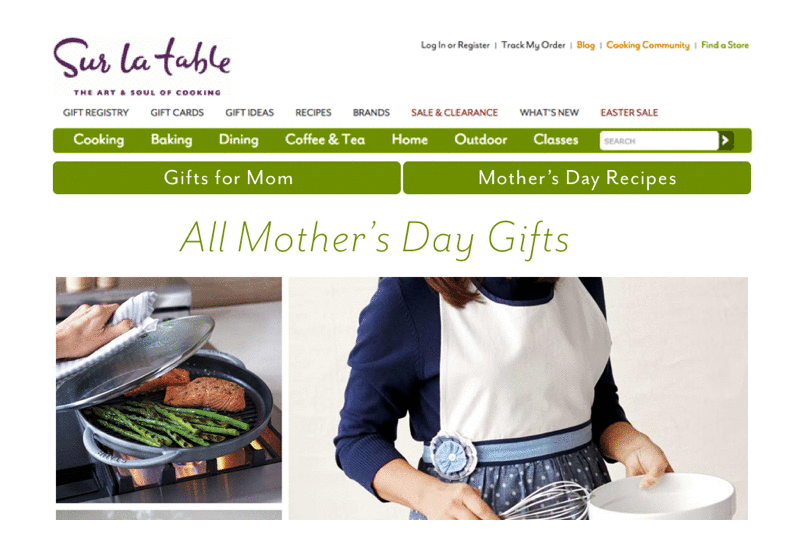 Sur la table
THE ART & SOUL OF COOKING
Log In or Register | Track My Order | Blog | Cooking Community | Find a Store
GIFT REGISTRY GIFT CARDS GIFT IDEAS RECIPES BRANDS SALE & CLEARANCE WHAT'S NEW EASTER SALE
Cooking Baking Dining Coffee & Tea Home Outdoor Classes SEARCH
Gifts for Mom Mother's Day Recipes
All Mother's Day Gifts